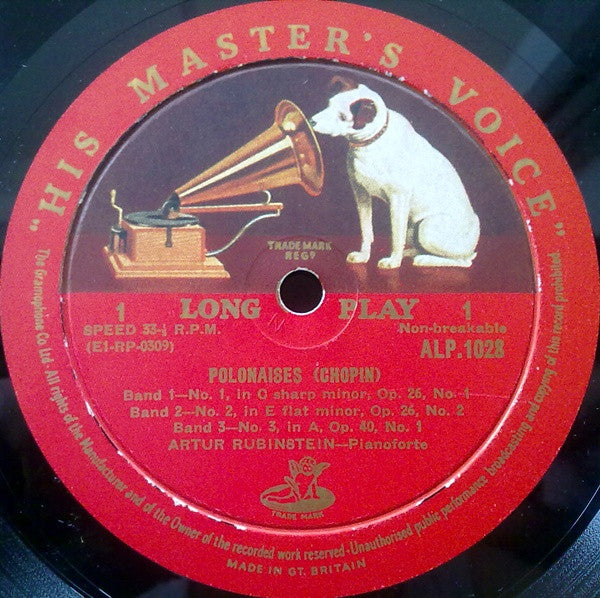 "HIS MASTER'S VOICE"
TRADE MARK
REGD
1 LONG PLAY 1
SPEED 33-⅓ R.P.M. Non-breakable
(E1-RP-0309) ALP.1028
POLONAISES (CHOPIN)
Band 1—No. 1, in C sharp minor, Op. 26, No. 1
Band 2—No. 2, in E flat minor, Op. 26, No. 2
Band 3—No. 3, in A, Op. 40, No. 1
ARTUR RUBINSTEIN—Pianoforte
TRADE MARK
The Gramophone Co Ltd. All rights of the Manufacturer and of the Owner of the recorded work reserved·Unauthorised public performance broadcasting and copying of this record prohibited.
MADE IN GT. BRITAIN